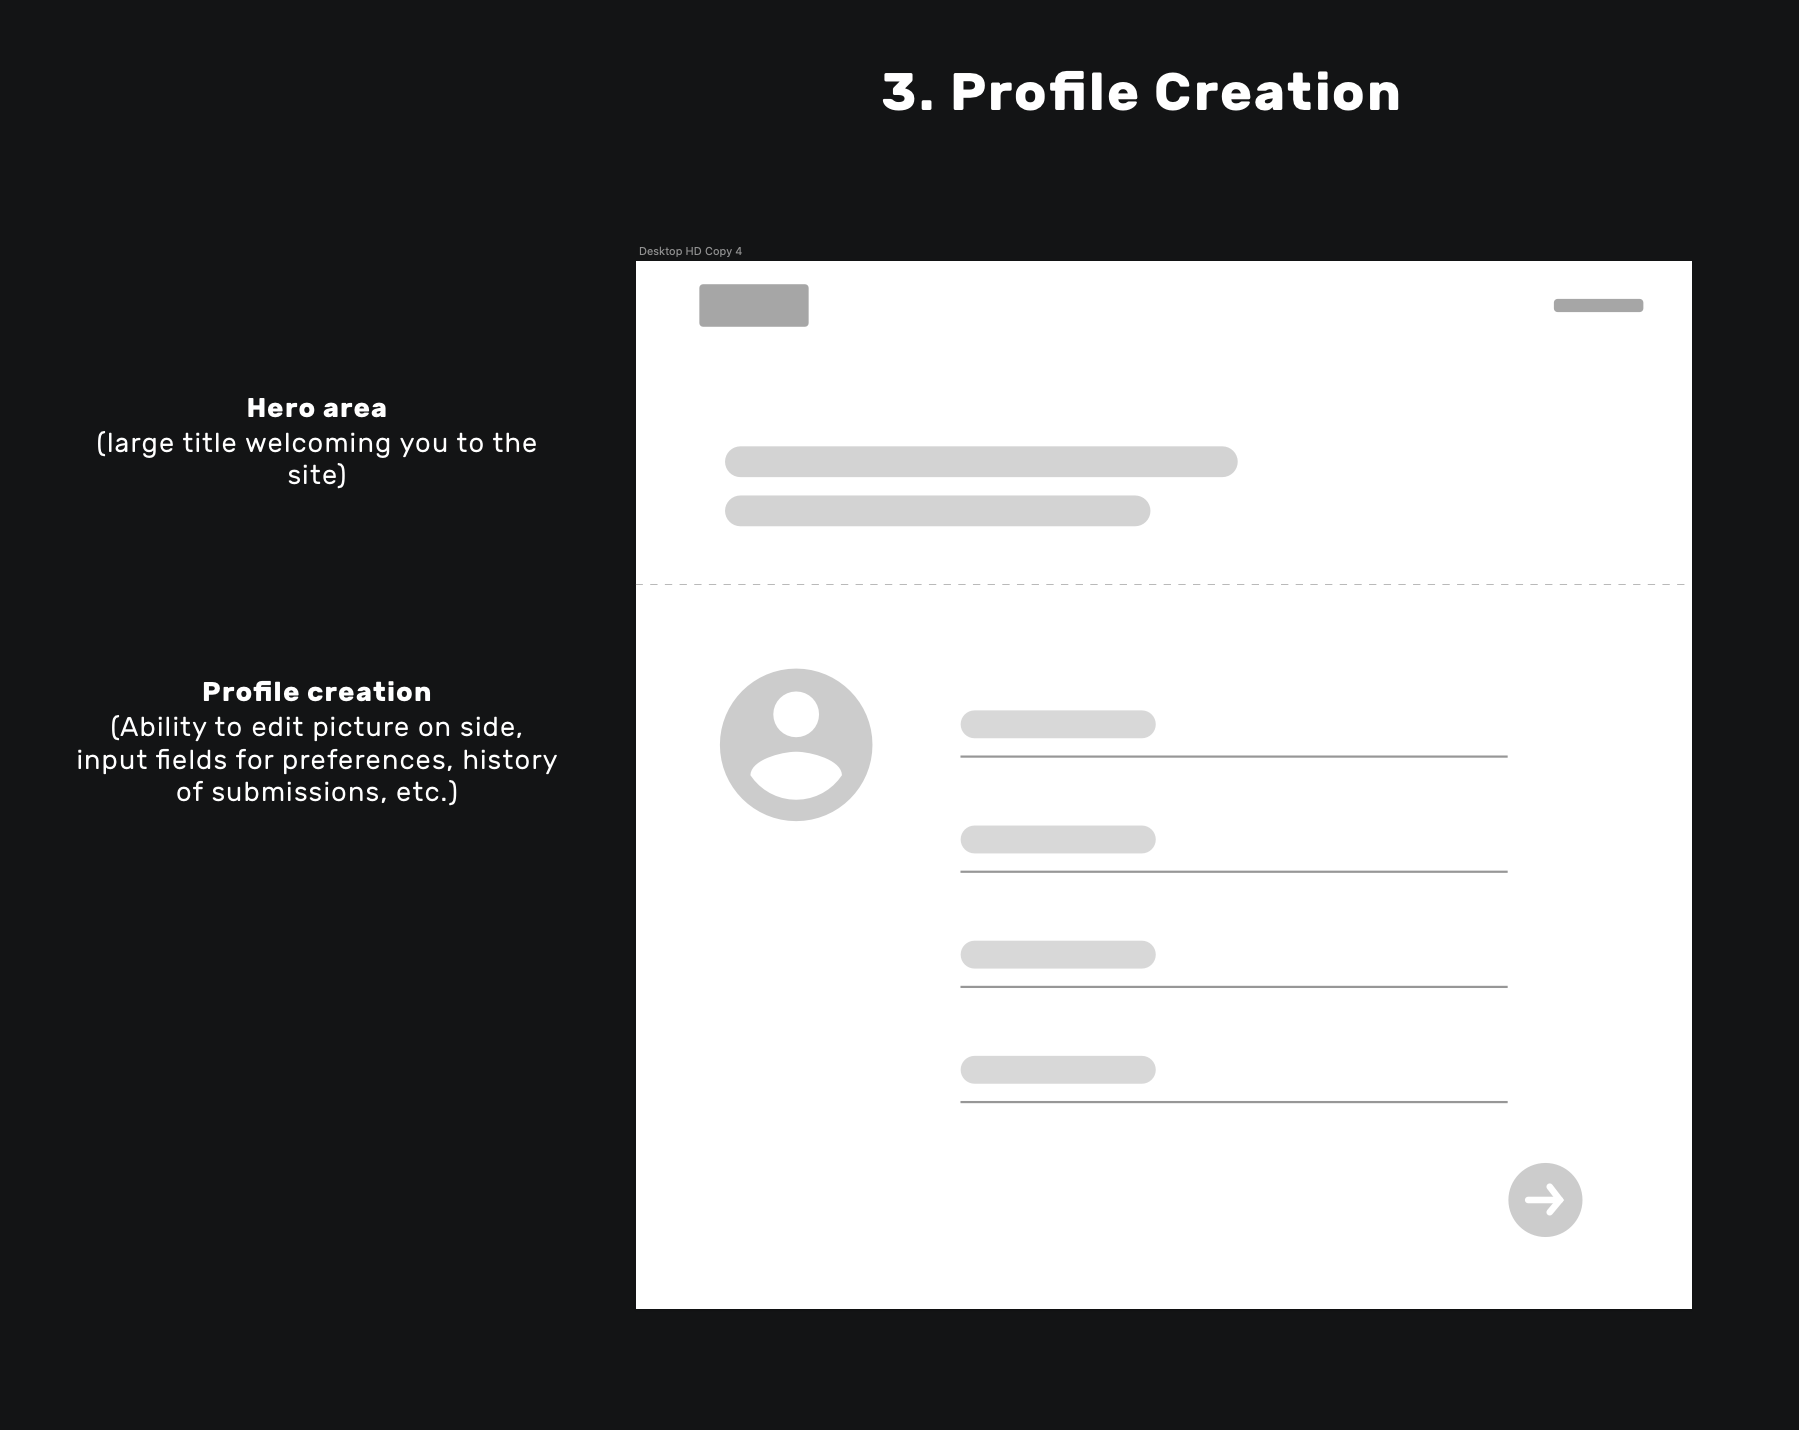 3. Profile Creation
Desktop HD Copy 4
Hero area
(large title welcoming you to the
site)
Profile creation
(Ability to edit picture on side,
input fields for preferences, history
of submissions, etc.)